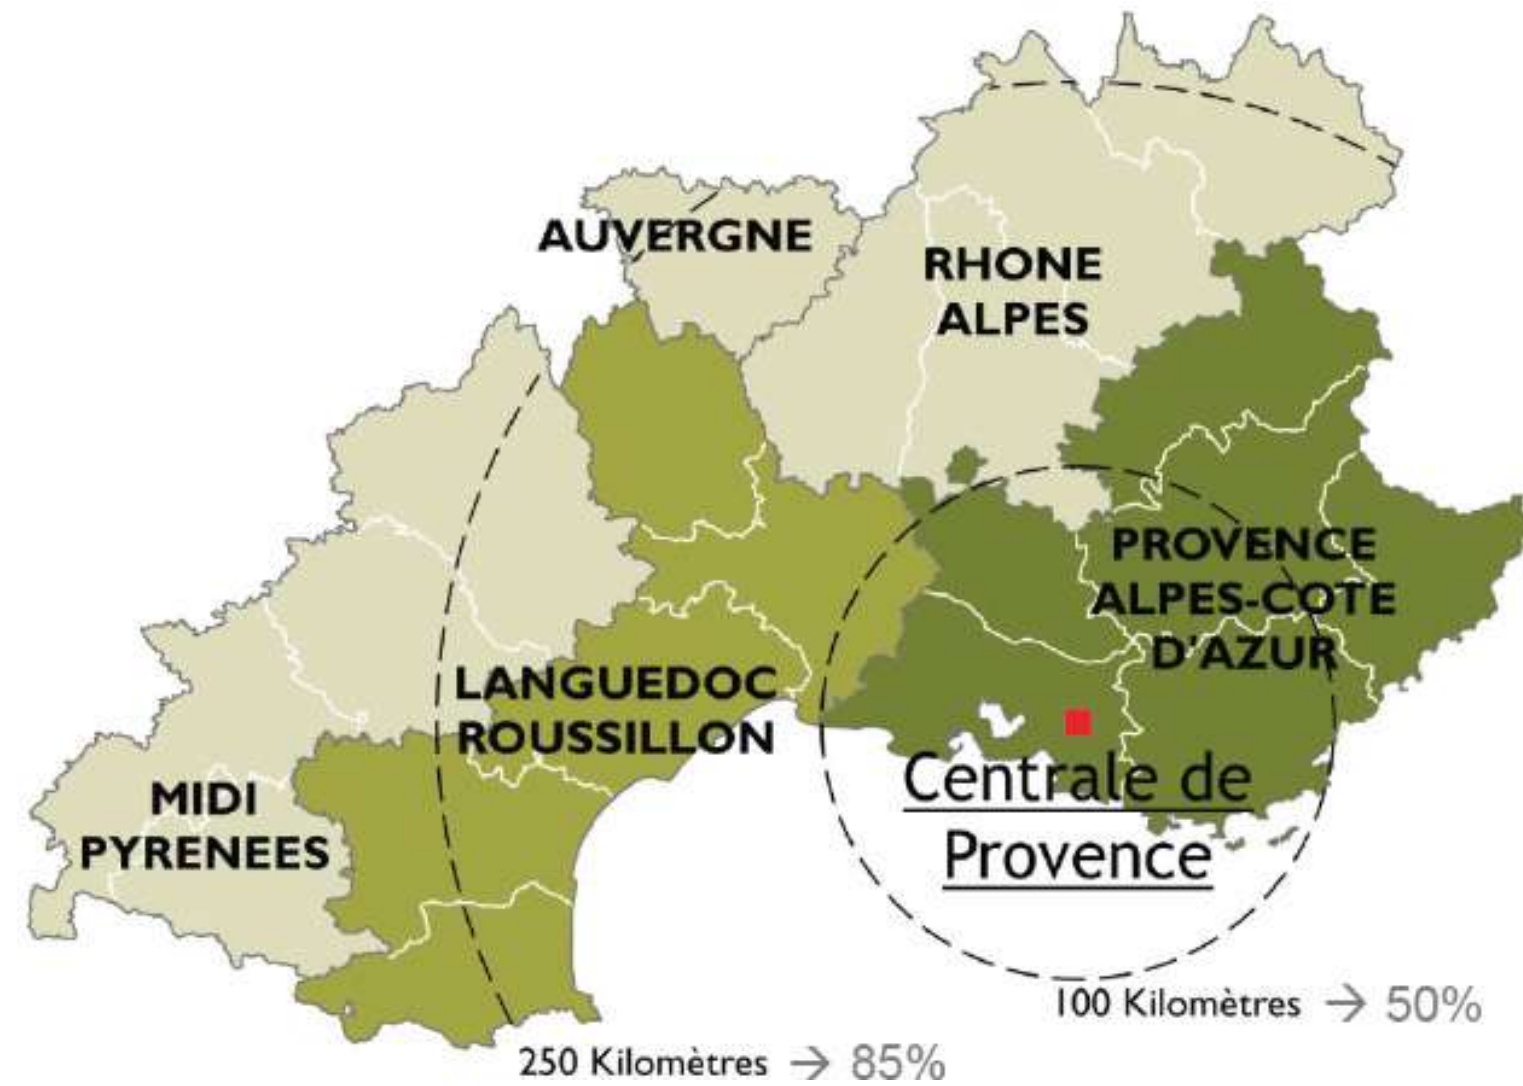 AUVERGNE
RHONE
ALPES
PROVENCE
ALPES-COTE
D'AZUR
LANGUEDOC
ROUSSILLON
MIDI
PYRENEES
Centrale de
Provence
100 Kilomètres → 50%
250 Kilomètres → 85%